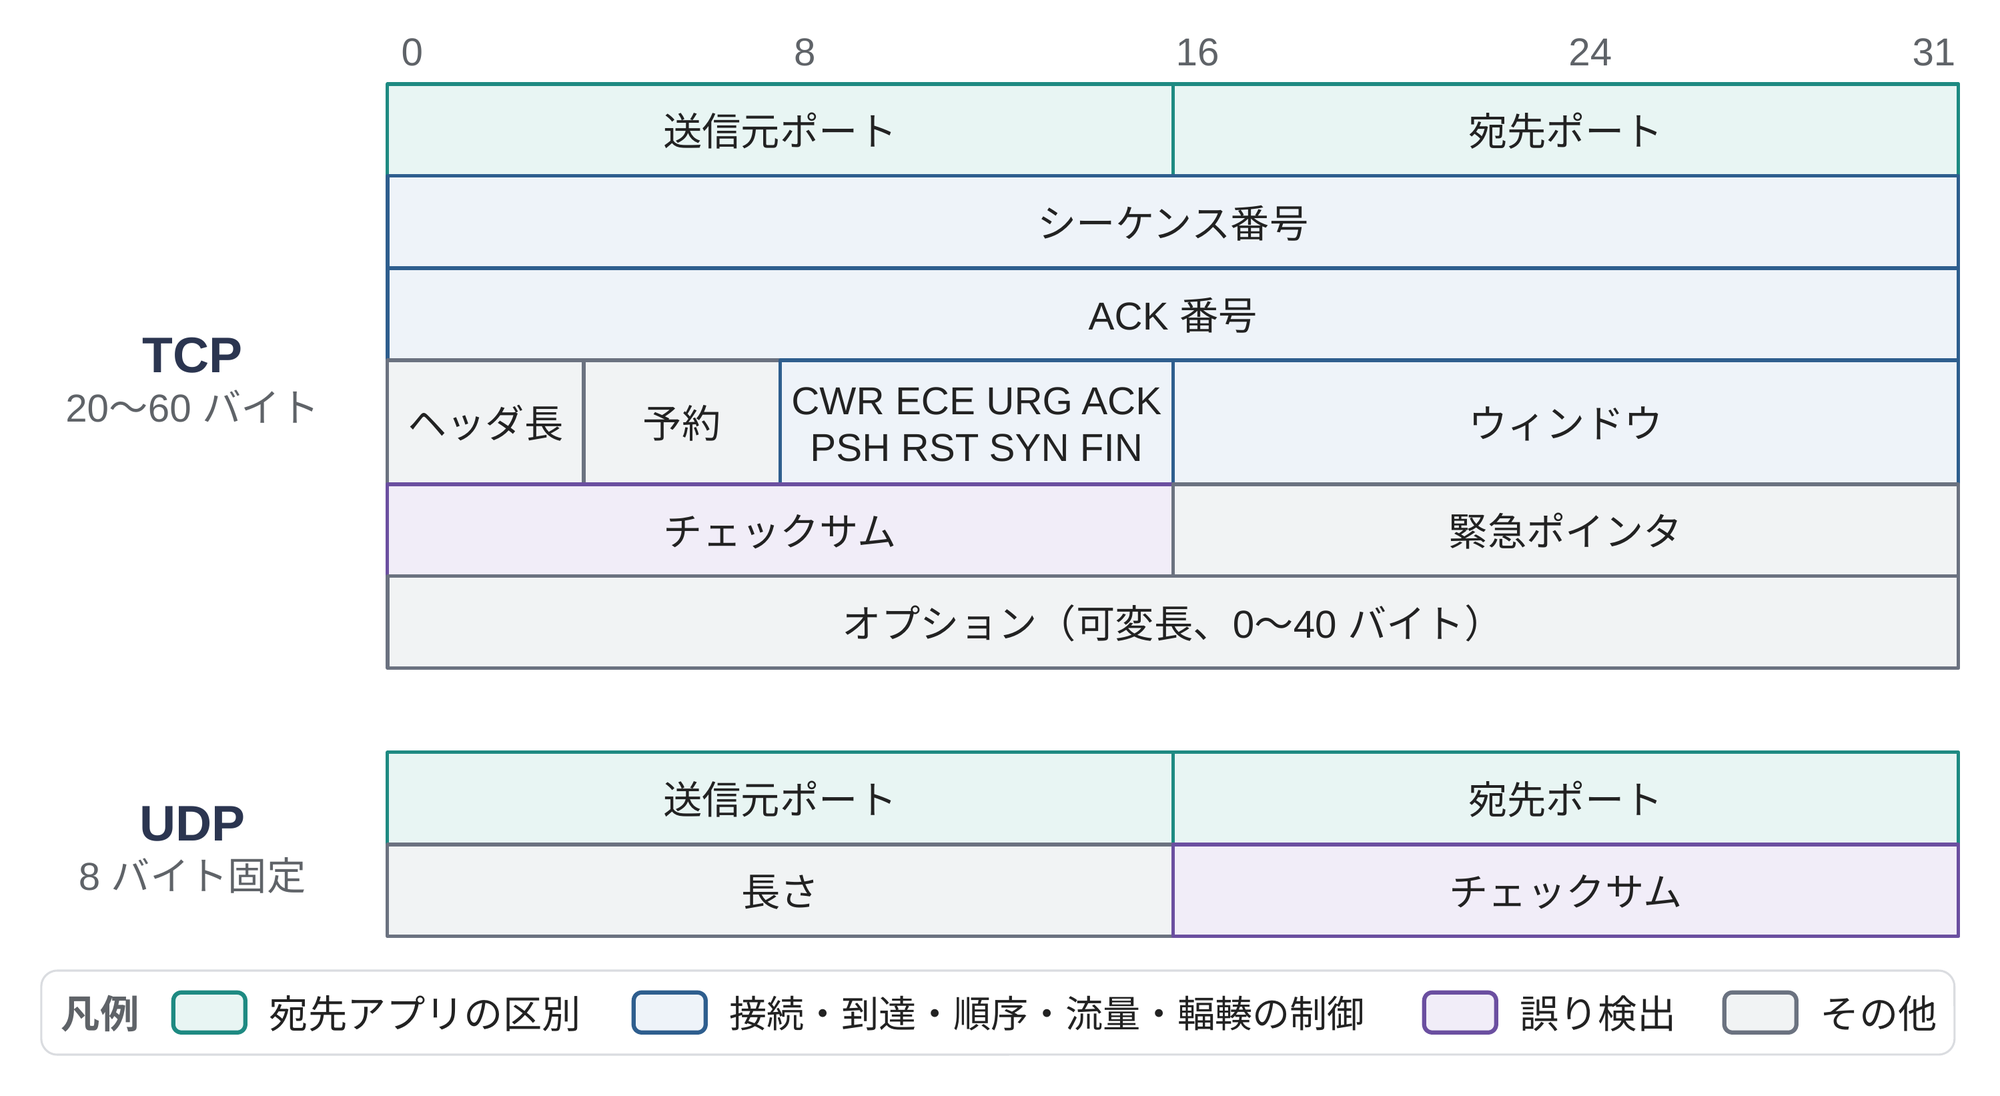 0 8 16 24 31
送信元ポート 宛先ポート
シーケンス番号
ACK 番号
TCP
20〜60 バイト
ヘッダ長 予約 CWR ECE URG ACK
PSH RST SYN FIN ウィンドウ
チェックサム 緊急ポインタ
オプション（可変長、0〜40 バイト）
送信元ポート 宛先ポート
UDP
8 バイト固定
長さ チェックサム
凡例 宛先アプリの区別 接続・到達・順序・流量・輻輳の制御 誤り検出 その他